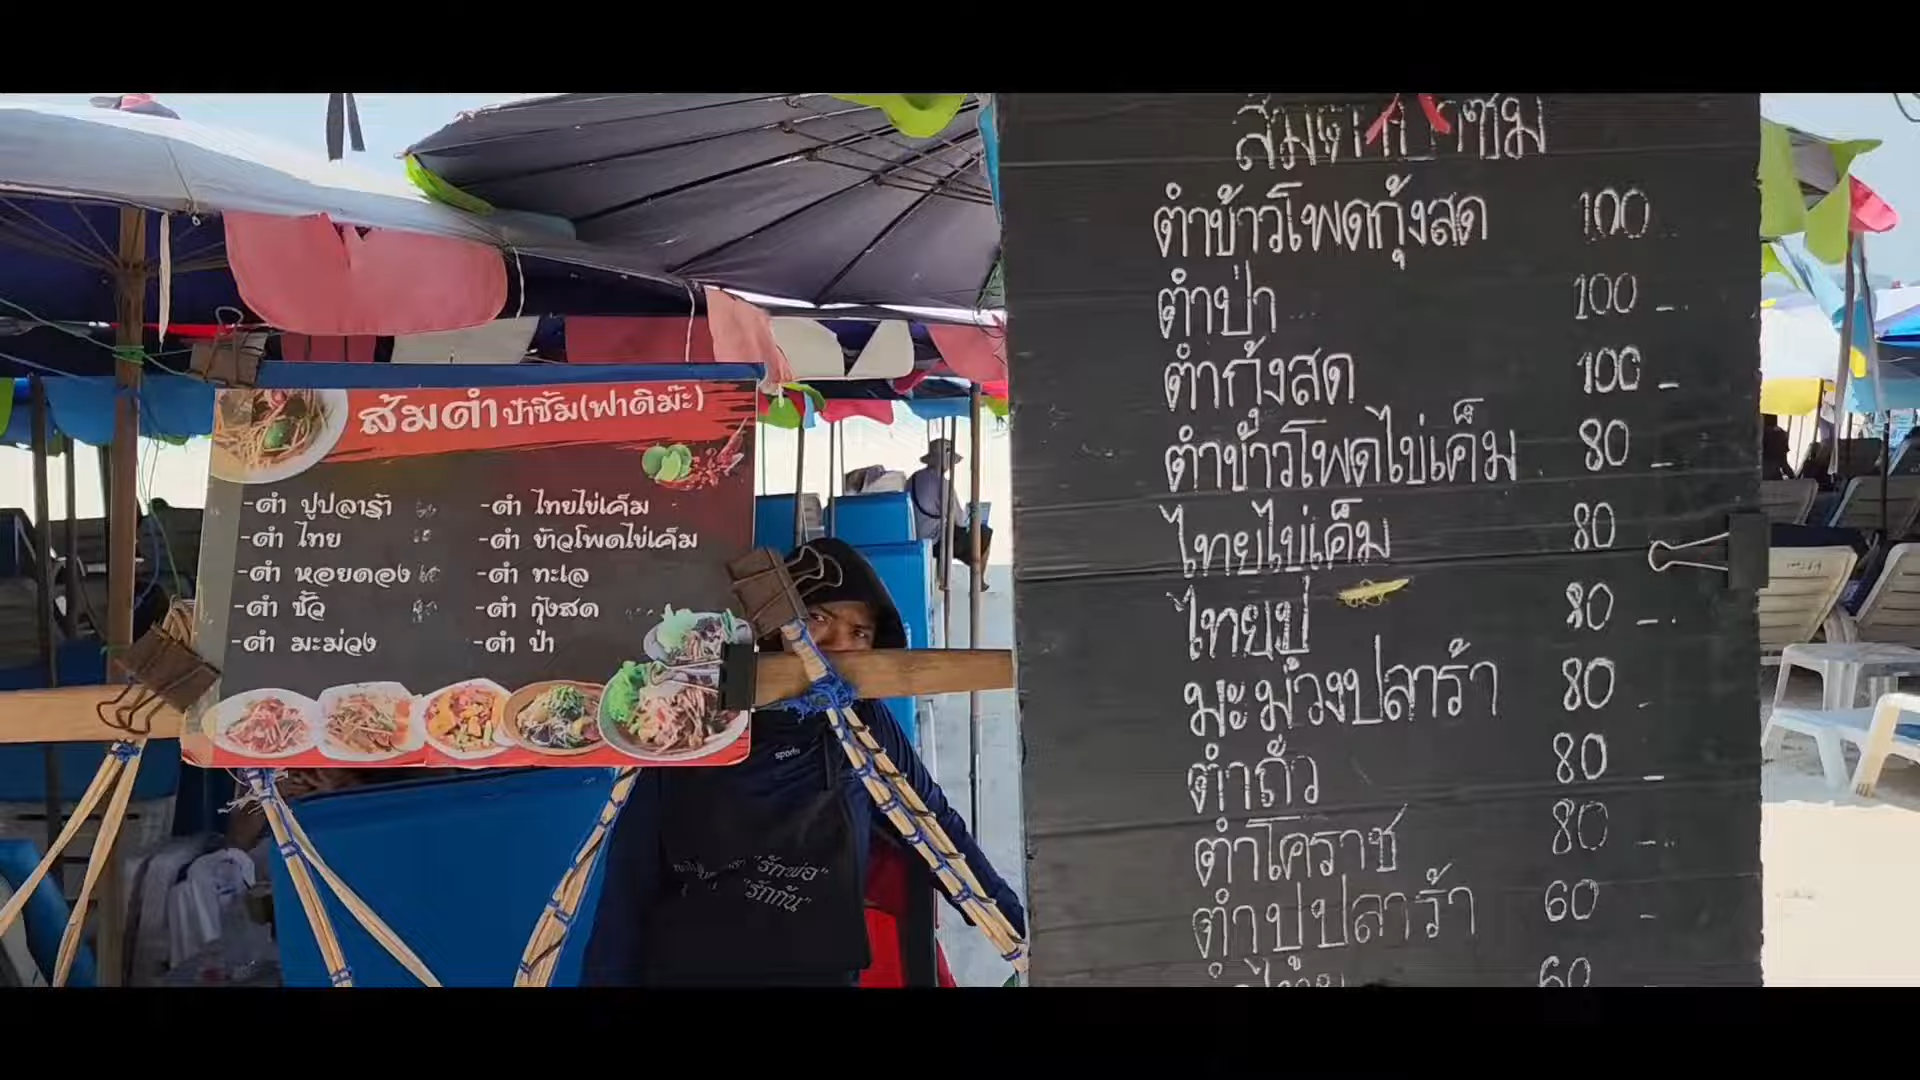 ส้มตำ ป๋าชิ้ม(ฟาติม๊ะ)
-ตำ ปูปลาร้า
-ตำ ไทย
-ตำ หอยดอง
-ตำ ซั้ว
-ตำ มะม่วง
-ตำ ไทยไข่เค็ม
-ตำ ข้าวโพดไข่เค็ม
-ตำ ทะเล
-ตำ กุ้งสด
-ตำ ป่า
sports
"รักพ่อ"
"รักกัน"
ตำข้าวโพดกุ้งสด 100
ตำป่า 100 -
ตำกุ้งสด 100 -
ตำข้าวโพดไข่เค็ม 80 -
ไทยไข่เค็ม 80
ไทยปู 80 -
มะม่วงปลาร้า 80
ตำถั่ว 80 -
ตำโคราช 80 -
ตำปูปลาร้า 60 -
60